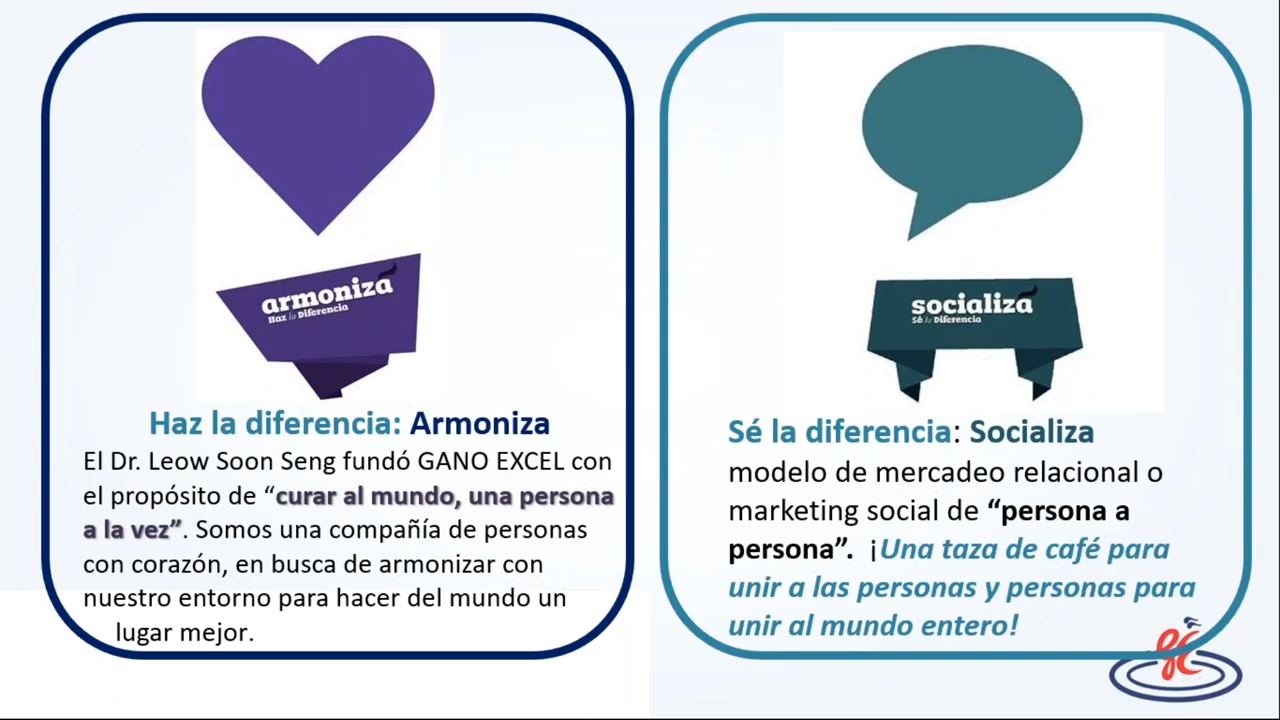 armonizá
Haz la Diferencia
Haz la diferencia: Armoniza
El Dr. Leow Soon Seng fundó GANO EXCEL con
el propósito de “curar al mundo, una persona
a la vez”. Somos una compañía de personas
con corazón, en busca de armonizar con
nuestro entorno para hacer del mundo un
lugar mejor.
socializá
Sé la Diferencia
Sé la diferencia: Socializa
modelo de mercadeo relacional o
marketing social de “persona a
persona”. ¡Una taza de café para
unir a las personas y personas para
unir al mundo entero!